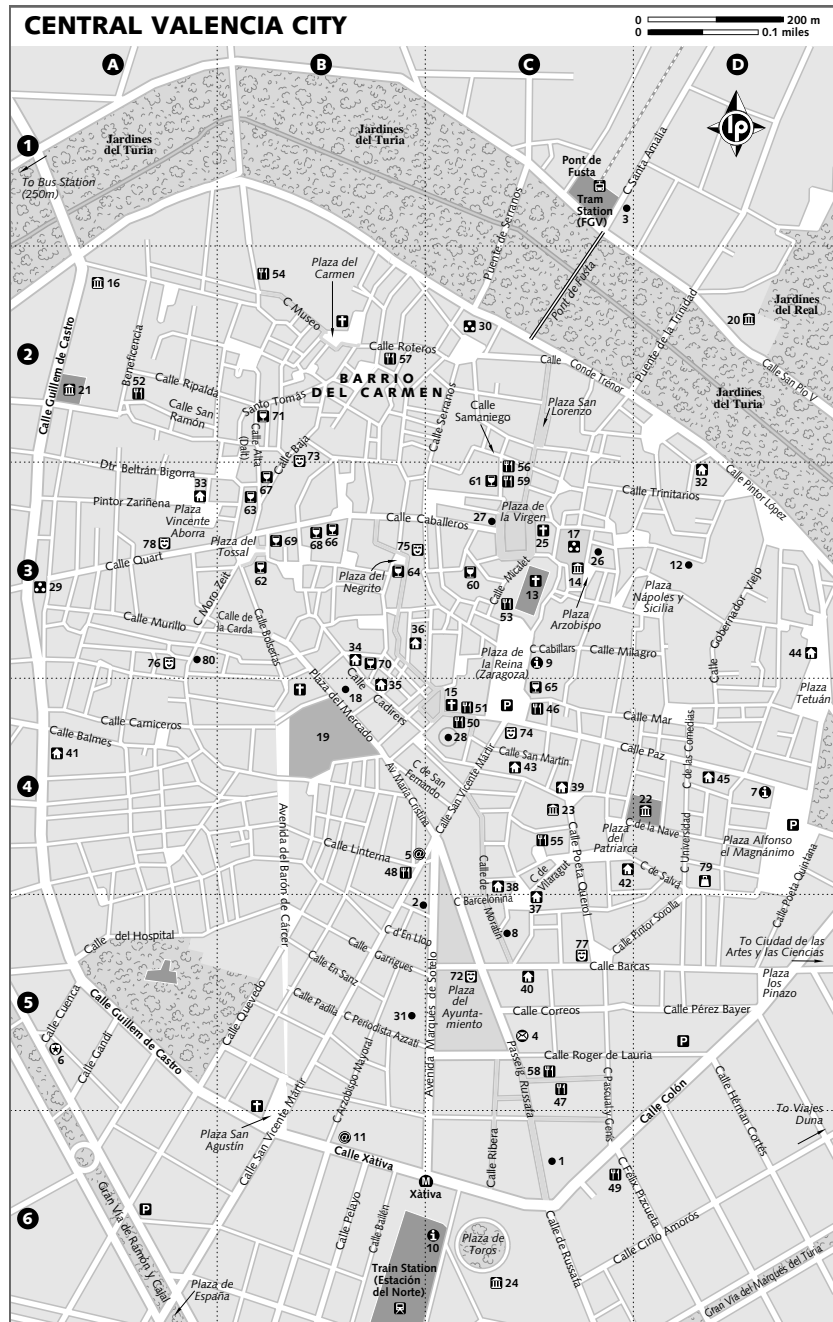 CENTRAL VALENCIA CITY
0 200 m
0 0.1 miles
A
B
C
D
1
Jardines
del Turia
Jardines
del Turia
To Bus Station
(250m)
lp
Pont de
Fusta
Tram
Station
(FGV)
C Santa Amalia
3
Puente de Serranos
Pont de Fusta
Plaza del
Carmen
54
16
C Museo
30
20
Jardines
del Real
Puente de la Trinidad
2
Calle Guillem de Castro
Beneficencia
21
52
Calle Ripalda
Calle San
Ramón
Calle Roteros
57
BARRIO
DEL CARMEN
Santo Tomás
71
Calle Alta
(Dalt)
Calle Baja
73
Calle Serranos
Calle
Samaniego
Calle Conde Trénor
Plaza San
Lorenzo
Calle San Pío V
Jardines
del Turia
Dtr Beltrán Bigorra
33
Pintor Zariñena
Plaza
Vincente
Aborra
67
63
56
61
59
32
Calle Trinitarios
Calle Pintor López
Calle Caballeros
27
Plaza de
la Virgen
25
17
26
78
Calle Quart
Plaza del
Tossal
69
68
66
75
3
29
62
Plaza del
Negrito
64
60
Calle Micalet
13
14
12
Plaza
Arzobispo
Plaza
Nápoles y
Sicilia
Calle Gobernador Viejo
53
C Moro Zeit
Calle Murillo
Calle de
la Carda
Calle Bolserías
76
80
34
70
36
35
Plaza de
la Reina
(Zaragoza)
C Cabillars
9
Calle Milagro
44
Plaza
Tetuán
18
Calle Cadirers
Plaza del Mercado
15
51
50
28
P
65
46
74
Calle Mar
Calle Carniceros
Calle Balmes
41
19
4
Av María Cristina
C de San
Fernando
Calle San Vicente Mártir
Calle San Martín
43
Calle Paz
39
C de las Comedias
45
7
23
22
C de la Nave
Plaza
del
Patriarca
Plaza Alfonso
el Magnánimo
P
Avenida del Barón de Cárcer
Calle Linterna
5
48
55
Calle Poeta Querol
C de
Vilaragut
C Universidad
C de Salvá
42
79
Calle Poeta Quintana
2
Calle de Moratín
38
C Barcelonina
37
8
Calle Pintor Sorolla
77
Calle del Hospital
C d'En Llop
Calle Garrigues
Calle En Sanz
Calle Padilla
C Periodista Azzati
31
Avenida Marqués de Sotelo
72
Plaza
del
Ayunta-
miento
40
Calle Barcas
To Ciudad de las
Artes y las Ciencias
Plaza
los
Pinazo
5
Calle Cuenca
Calle Gandí
6
Calle Guillem de Castro
Calle Quevedo
Calle Correos
4
Calle Pérez Bayer
P
Calle Roger de Lauria
58
47
Passeig Russafa
C Pascual y Genís
Calle Colón
Calle Hérnan Cortés
C Arzobispo Mayoral
Plaza San
Agustín
Calle San Vicente Mártir
11
Calle Xàtiva
M
Xàtiva
Calle Ribera
1
49
C Félix Pizcueta
To Viajes
Duna
6
P
Gran Vía de Ramón y Cajal
Plaza de
España
Calle Pelayo
Calle Bailén
10
Train Station
(Estación
del Norte)
Plaza de
Toros
24
Calle de Russafa
Calle Cirilo Amorós
Gran Vía del Marqués del Túria